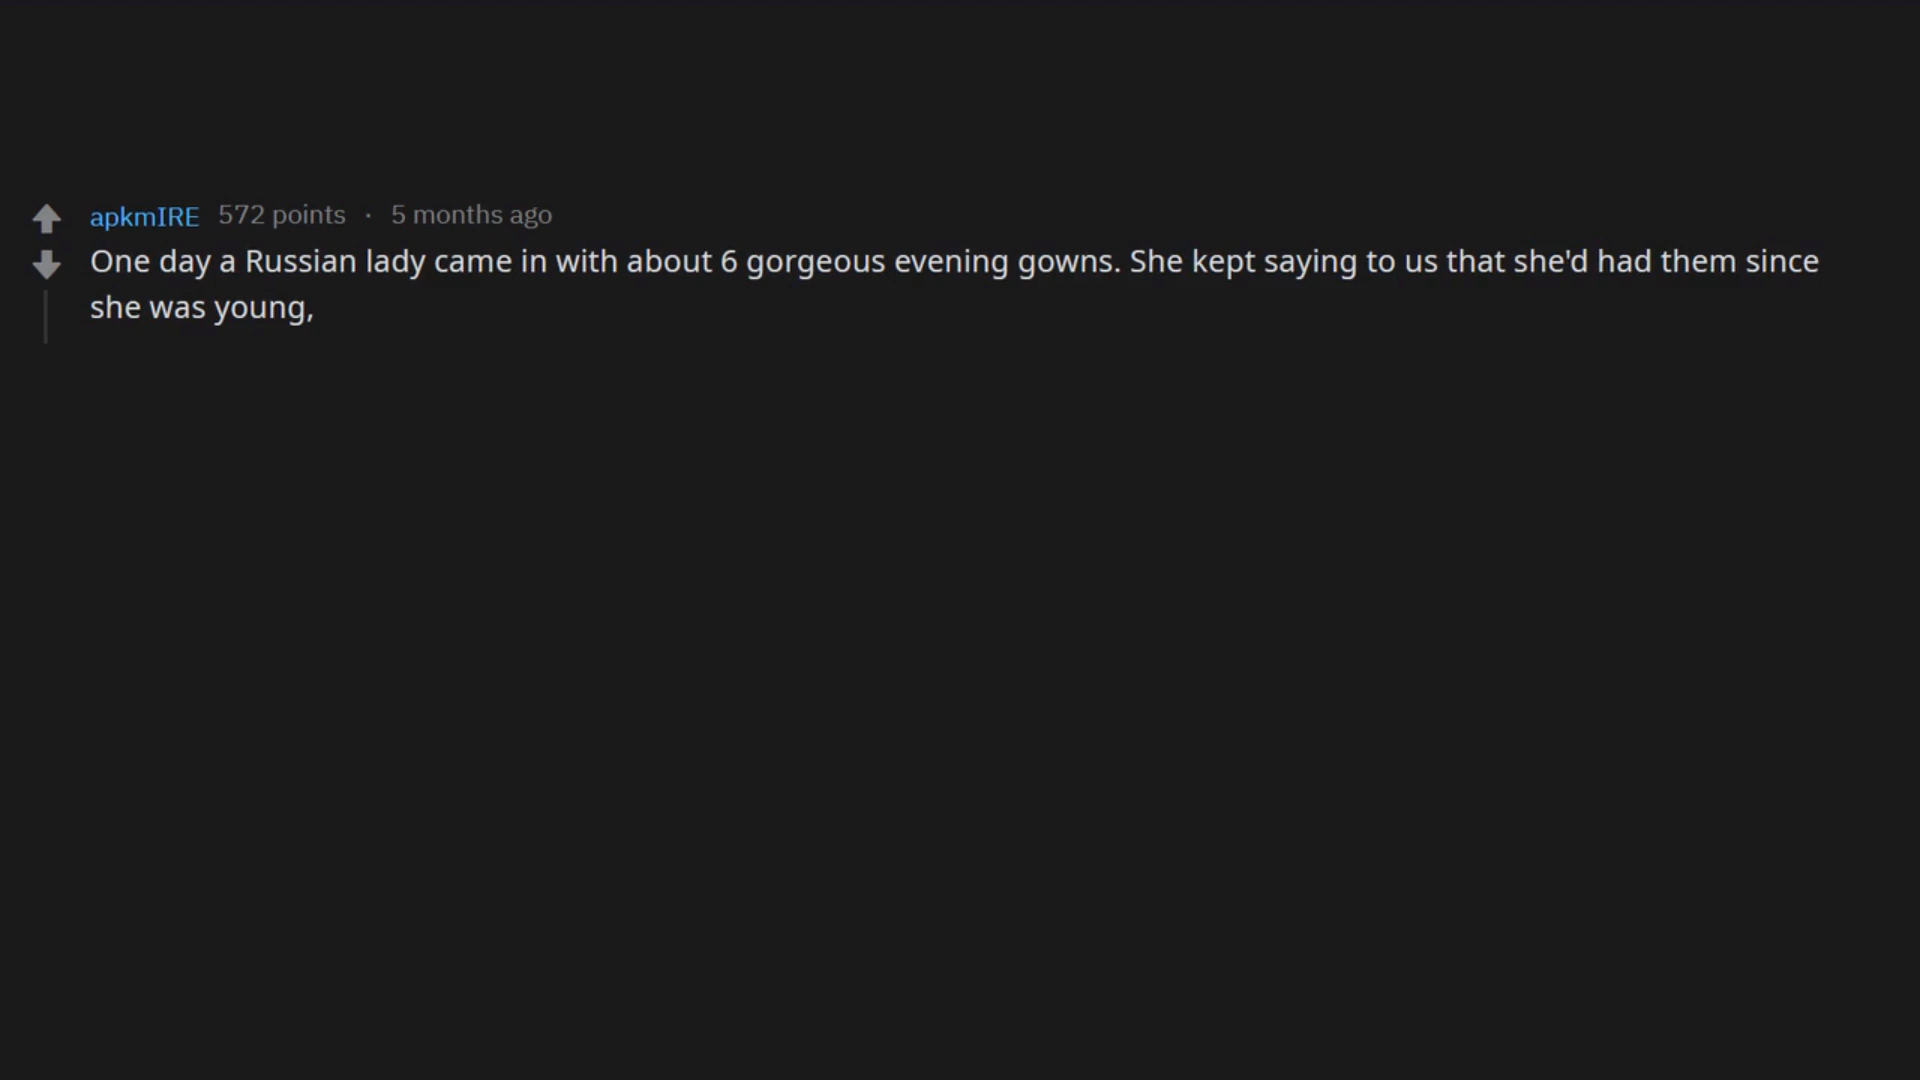 apkmIRE 572 points · 5 months ago
One day a Russian lady came in with about 6 gorgeous evening gowns. She kept saying to us that she'd had them since
she was young,